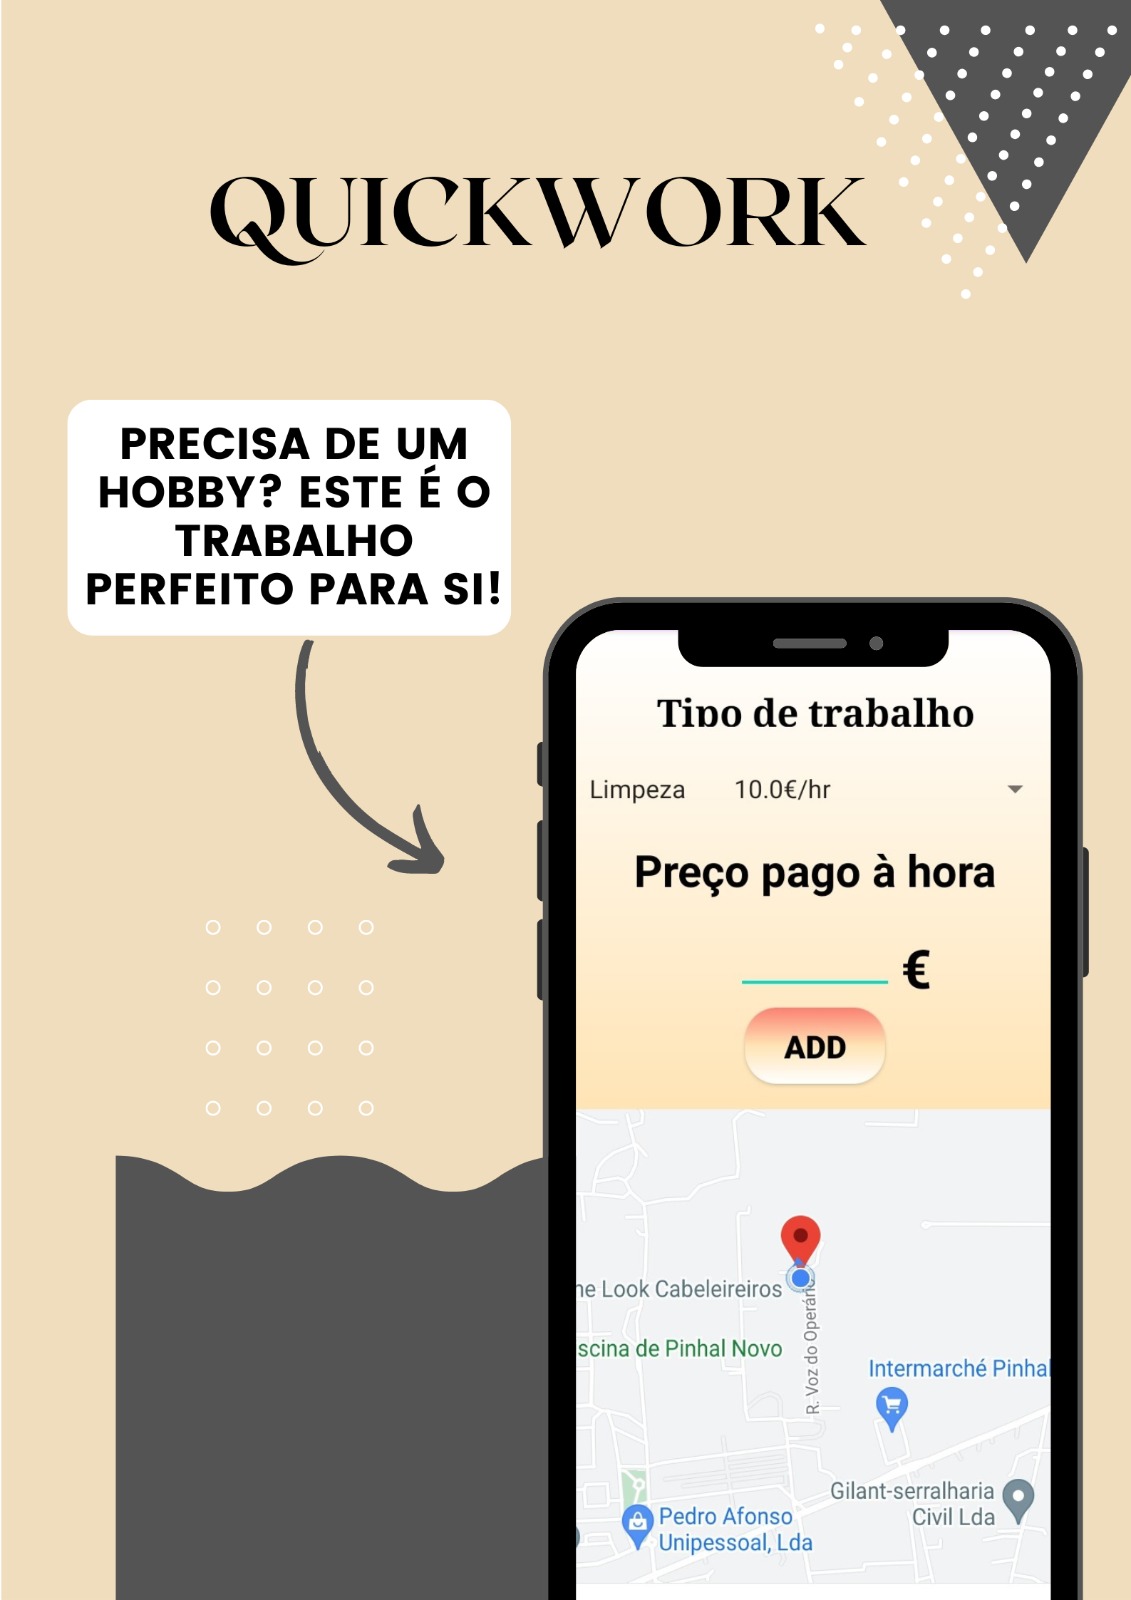 QUICKWORK
PRECISA DE UM
HOBBY? ESTE É O
TRABALHO
PERFEITO PARA SI!
Tipo de trabalho
Limpeza 10.0€/hr
Preço pago à hora
€
ADD
ne Look Cabeleireiros
R. Voz do Operário
scina de Pinhal Novo
Intermarché Pinhal
Gilant-serralharia
Civil Lda
Pedro Afonso
Unipessoal, Lda